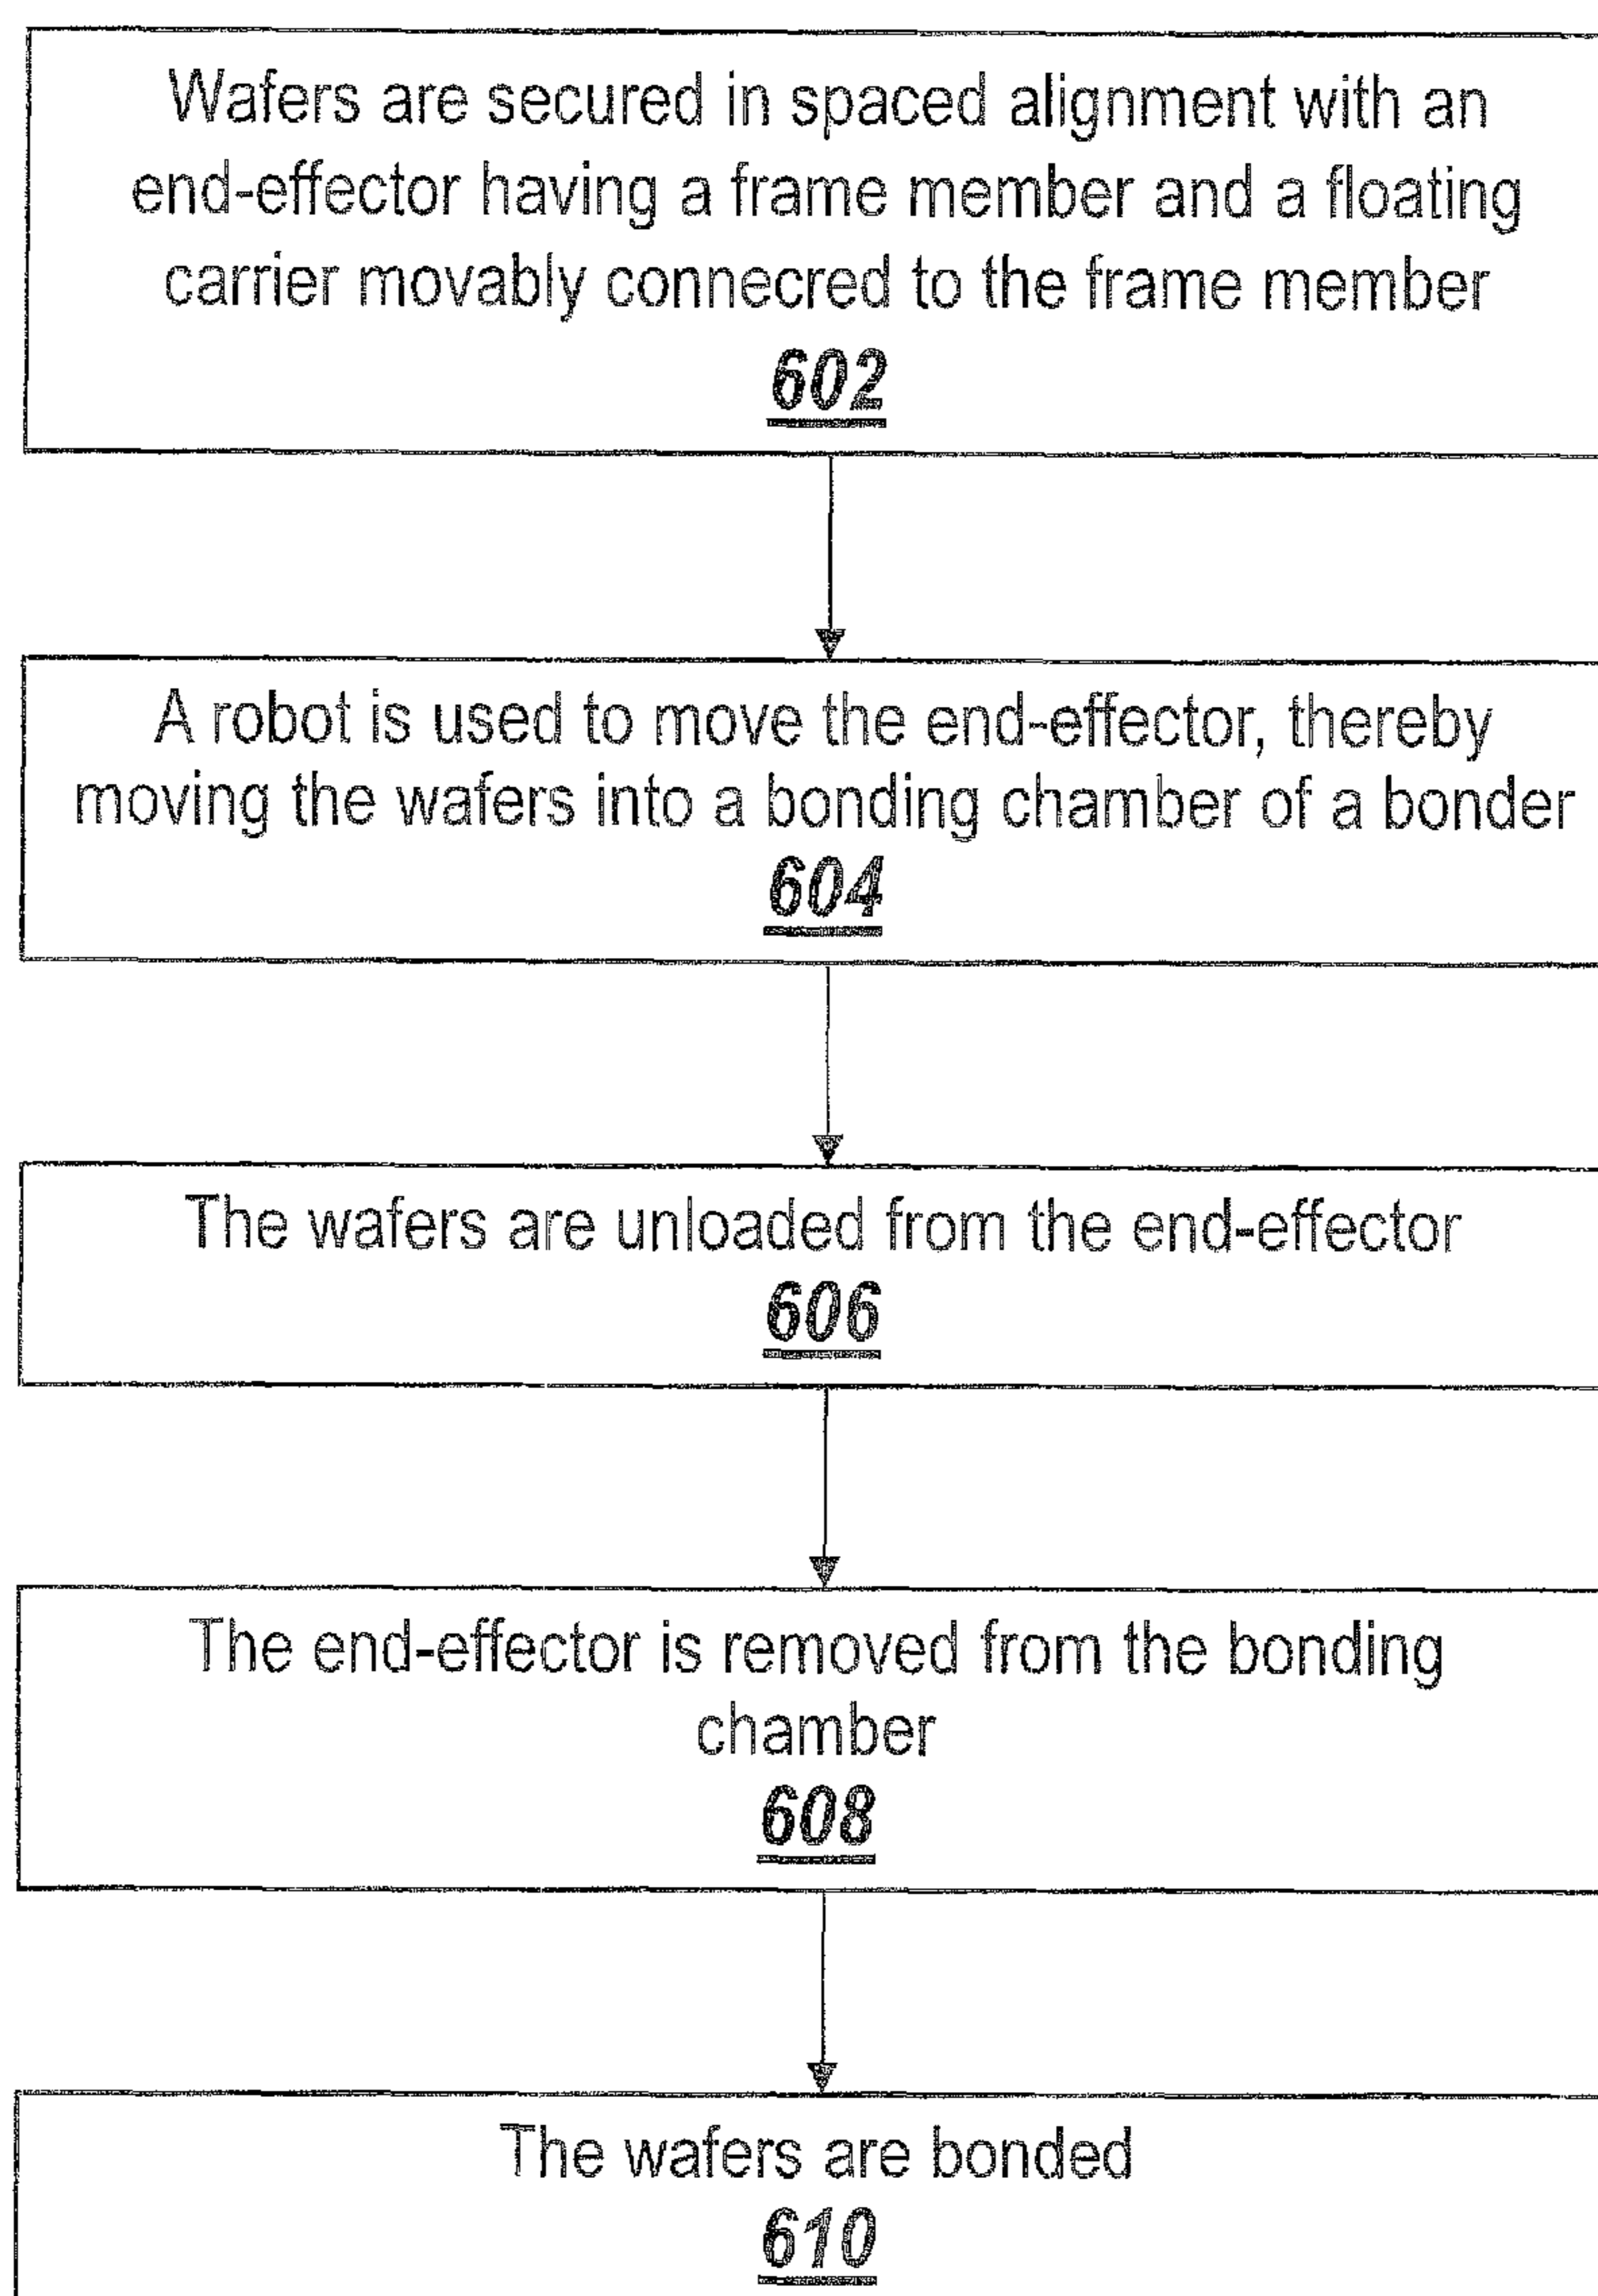 Wafers are secured in spaced alignment with an
end-effector having a frame member and a floating
carrier movably connecred to the frame member
602
A robot is used to move the end-effector, thereby
moving the wafers into a bonding chamber of a bonder
604
The wafers are unloaded from the end-effector
606
The end-effector is removed from the bonding
chamber
608
The wafers are bonded
610